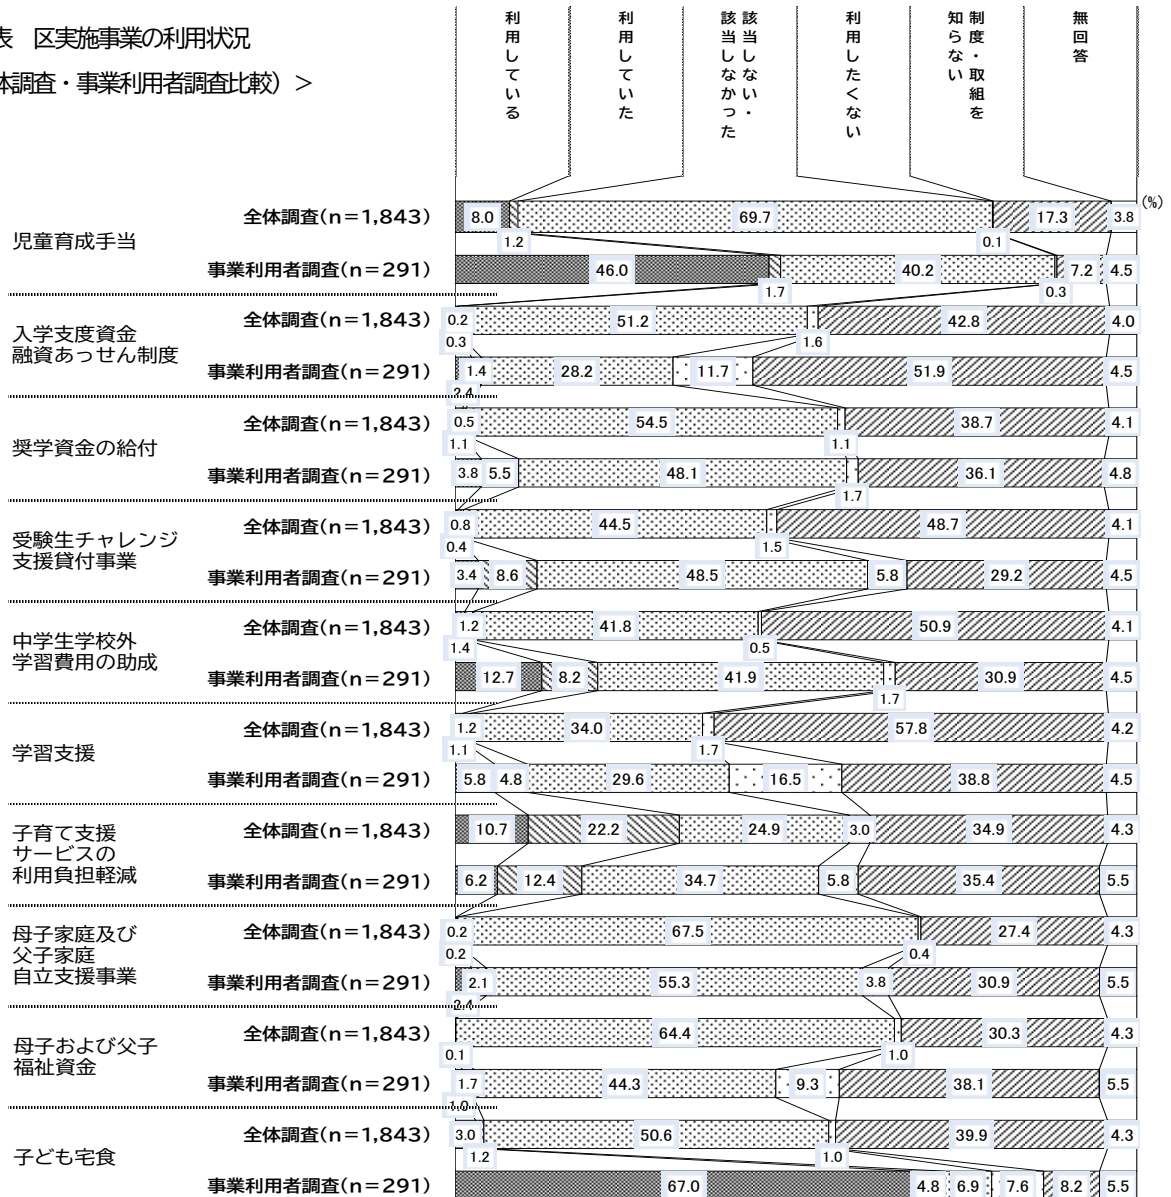 表 区実施事業の利用状況
体調査・事業利用者調査比較）＞
利用している
利用していた
該当しない・
該当しなかった
利用したくない
制度・取組を
知らない
無回答
(%)
児童育成手当
全体調査(n=1,843)
8.0
69.7
17.3
3.8
1.2
0.1
事業利用者調査(n=291)
46.0
40.2
7.2
4.5
1.7
0.3
入学支度資金
融資あっせん制度
全体調査(n=1,843)
0.2
51.2
42.8
4.0
0.3
1.6
事業利用者調査(n=291)
1.4
28.2
11.7
51.9
4.5
2.4
奨学資金の給付
全体調査(n=1,843)
0.5
54.5
38.7
4.1
1.1
1.1
事業利用者調査(n=291)
3.8
5.5
48.1
36.1
4.8
1.7
受験生チャレンジ
支援貸付事業
全体調査(n=1,843)
0.8
44.5
48.7
4.1
0.4
1.5
事業利用者調査(n=291)
3.4
8.6
48.5
5.8
29.2
4.5
中学生学校外
学習費用の助成
全体調査(n=1,843)
1.2
41.8
50.9
4.1
1.4
0.5
事業利用者調査(n=291)
12.7
8.2
41.9
30.9
4.5
1.7
学習支援
全体調査(n=1,843)
1.2
34.0
57.8
4.2
1.1
1.7
事業利用者調査(n=291)
5.8
4.8
29.6
16.5
38.8
4.5
子育て支援
サービスの
利用負担軽減
全体調査(n=1,843)
10.7
22.2
24.9
3.0
34.9
4.3
事業利用者調査(n=291)
6.2
12.4
34.7
5.8
35.4
5.5
母子家庭及び
父子家庭
自立支援事業
全体調査(n=1,843)
0.2
67.5
27.4
4.3
0.2
0.4
事業利用者調査(n=291)
2.1
55.3
3.8
30.9
5.5
2.4
母子および父子
福祉資金
全体調査(n=1,843)
64.4
30.3
4.3
0.1
1.0
事業利用者調査(n=291)
1.7
44.3
9.3
38.1
5.5
1.0
子ども宅食
全体調査(n=1,843)
3.0
50.6
39.9
4.3
1.2
1.0
事業利用者調査(n=291)
67.0
4.8
6.9
7.6
8.2
5.5